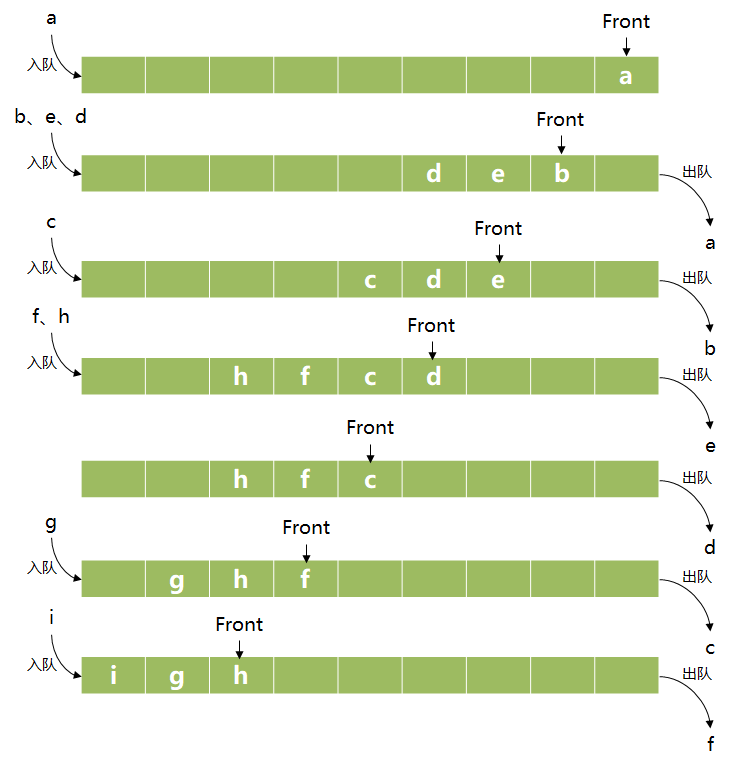 a
Front
入队
a
b、e、d
Front
入队
d e b
出队
a
c
Front
入队
c d e
出队
b
f、h
Front
入队
h f c d
出队
e
Front
h f c
出队
d
g
Front
入队
g h f
出队
c
i
Front
入队
i g h
出队
f